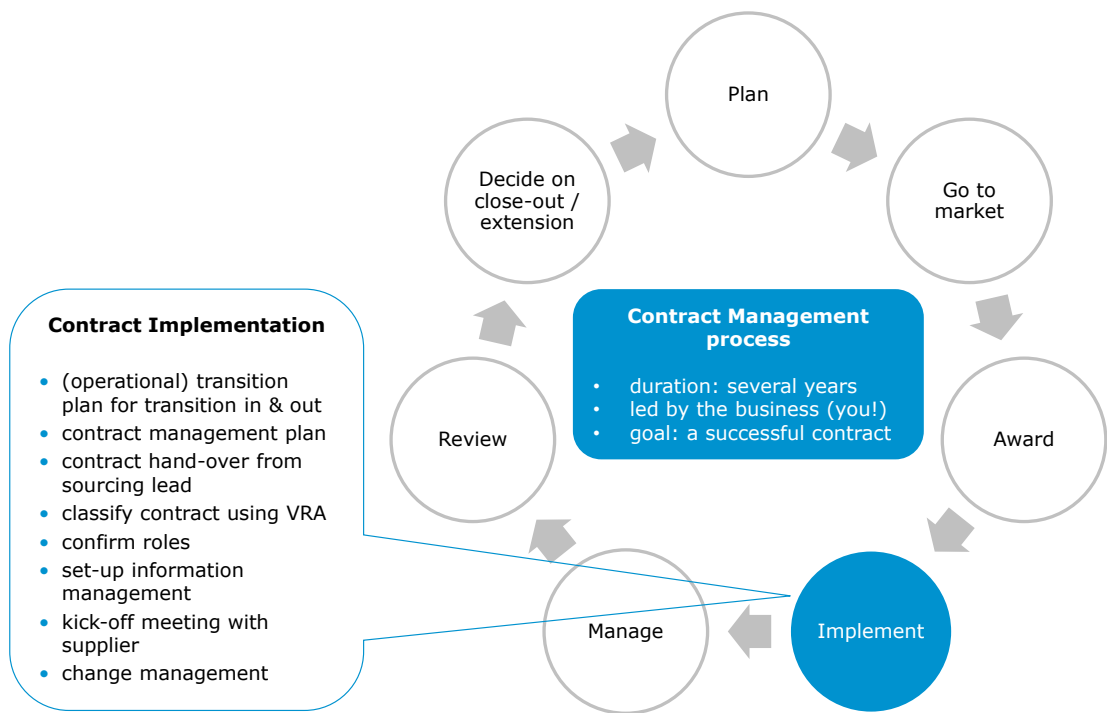 Plan
Go to
market
Award
Implement
Manage
Review
Decide on
close-out /
extension
Contract Management
process
• duration: several years
• led by the business (you!)
• goal: a successful contract
Contract Implementation
• (operational) transition
plan for transition in & out
• contract management plan
• contract hand-over from
sourcing lead
• classify contract using VRA
• confirm roles
• set-up information
management
• kick-off meeting with
supplier
• change management